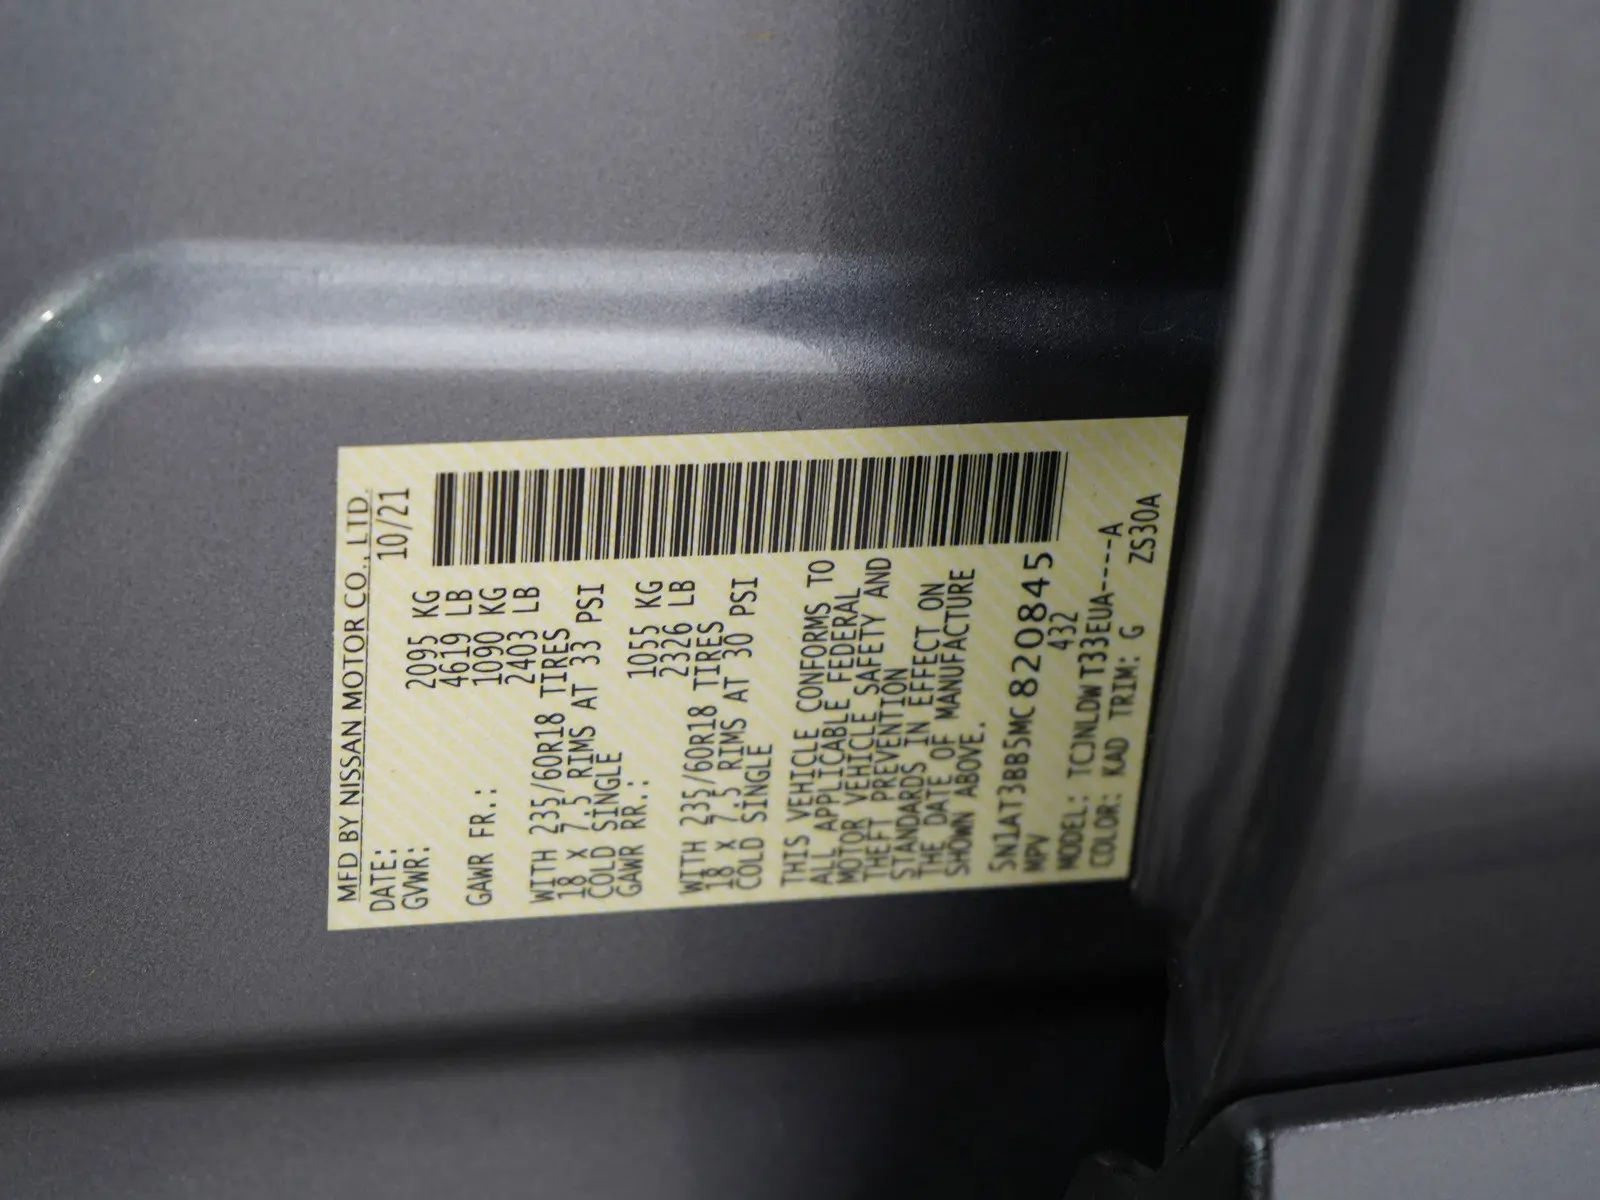 MFD BY NISSAN MOTOR CO., LTD.
DATE: 10/21
GVWR: 2095 KG
4619 LB
GAWR FR.: 1090 KG
2403 LB
WITH 235/60R18 TIRES
18 x 7.5 RIMS AT 33 PSI
COLD SINGLE
GAWR RR.: 1055 KG
2326 LB
WITH 235/60R18 TIRES
18 x 7.5 RIMS AT 30 PSI
COLD SINGLE
THIS VEHICLE CONFORMS TO
ALL APPLICABLE FEDERAL
MOTOR VEHICLE SAFETY AND
THEFT PREVENTION
STANDARDS IN EFFECT ON
THE DATE OF MANUFACTURE
SHOWN ABOVE..
5N1AT3BB5MC820845
MPV 432
MODEL: TCJNLDWT33EUA----A
COLOR: KAD TRIM: G ZS30A